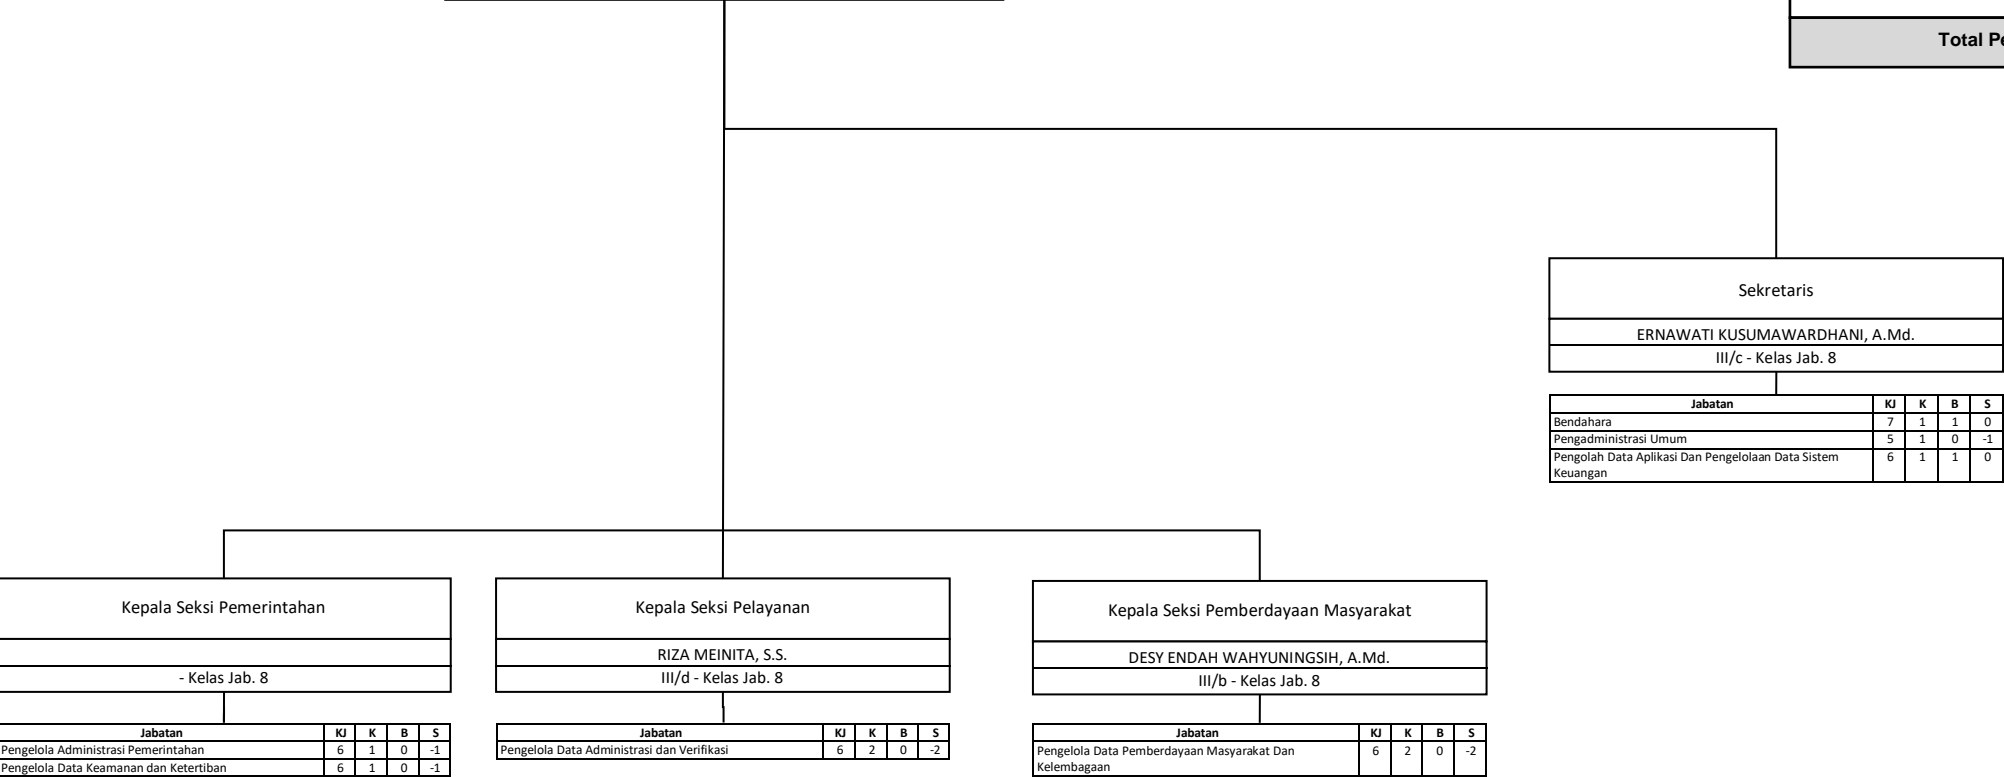 Total Pe
Sekretaris
ERNAWATI KUSUMAWARDHANI, A.Md.
III/c - Kelas Jab. 8
Jabatan KJ K B S
Bendahara 7 1 1 0
Pengadministrasi Umum 5 1 0 -1
Pengolah Data Aplikasi Dan Pengelolaan Data Sistem 6 1 1 0
Keuangan
Kepala Seksi Pemerintahan
- Kelas Jab. 8
Jabatan KJ K B S
Pengelola Administrasi Pemerintahan 6 1 0 -1
Pengelola Data Keamanan dan Ketertiban 6 1 0 -1
Kepala Seksi Pelayanan
RIZA MEINITA, S.S.
III/d - Kelas Jab. 8
Jabatan KJ K B S
Pengelola Data Administrasi dan Verifikasi 6 2 0 -2
Kepala Seksi Pemberdayaan Masyarakat
DESY ENDAH WAHYUNINGSIH, A.Md.
III/b - Kelas Jab. 8
Jabatan KJ K B S
Pengelola Data Pemberdayaan Masyarakat Dan 6 2 0 -2
Kelembagaan